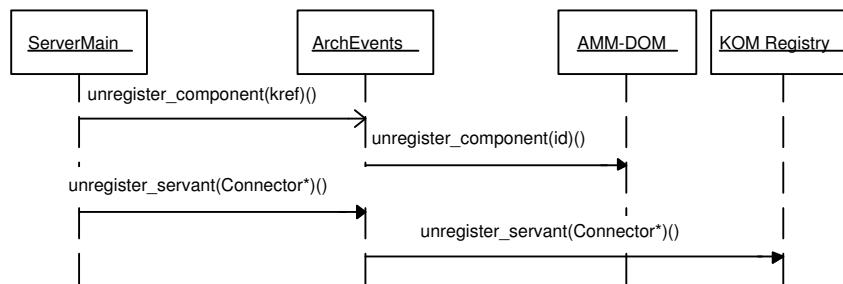 ServerMain
ArchEvents
AMM-DOM
KOM Registry
unregister_component(kref)()
unregister_component(id)()
unregister_servant(Connector*)()
unregister_servant(Connector*)()